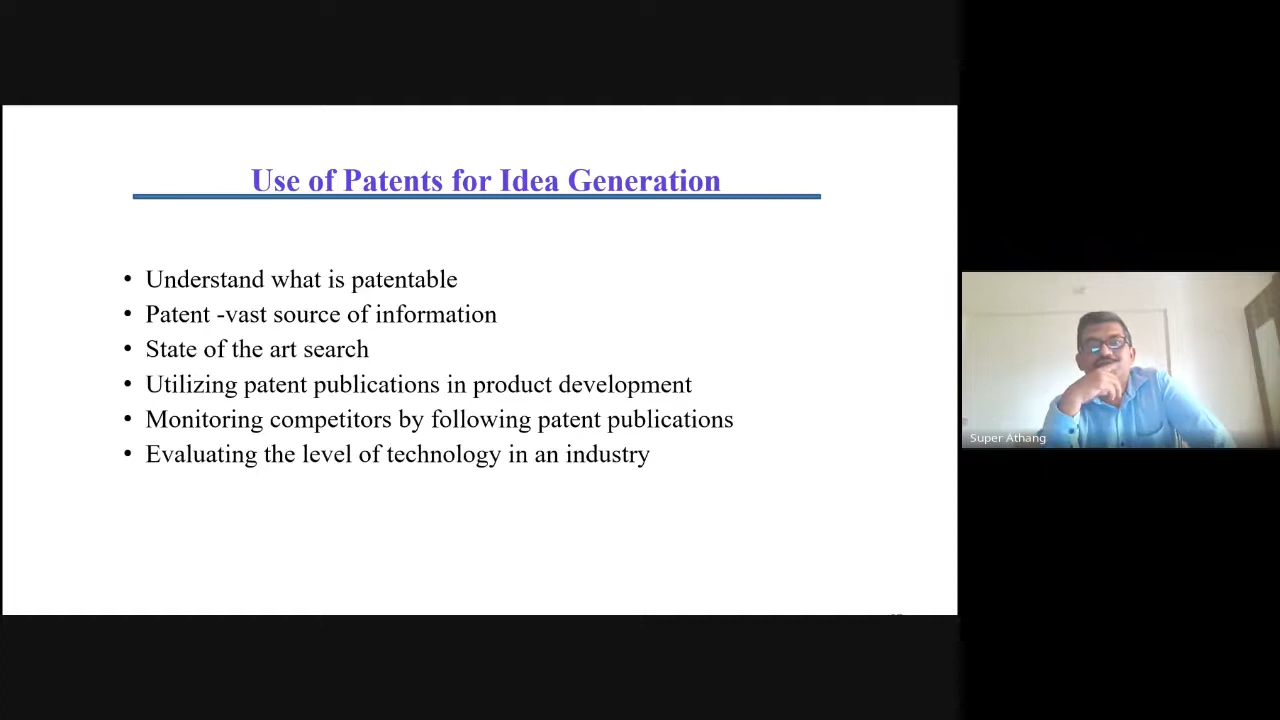 Use of Patents for Idea Generation
• Understand what is patentable
• Patent -vast source of information
• State of the art search
• Utilizing patent publications in product development
• Monitoring competitors by following patent publications
• Evaluating the level of technology in an industry
Super Athang